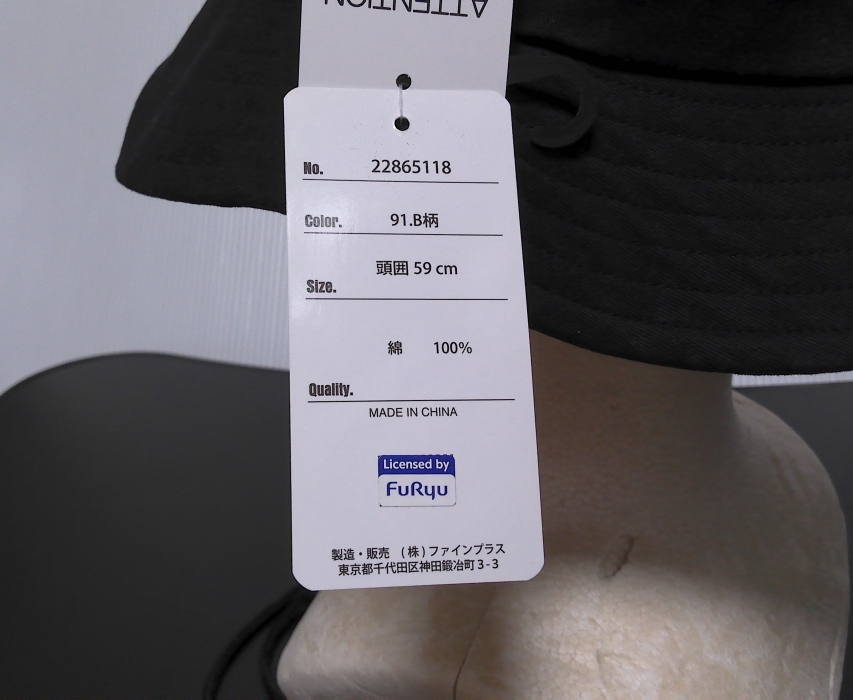 ATTENTION
No. 22865118
Color. 91.B柄
Size. 頭囲 59 cm
綿 100%
Quality.
MADE IN CHINA
Licensed by
FuRyu
製造・販売 (株)ファインプラス
東京都千代田区神田鍛冶町3-3